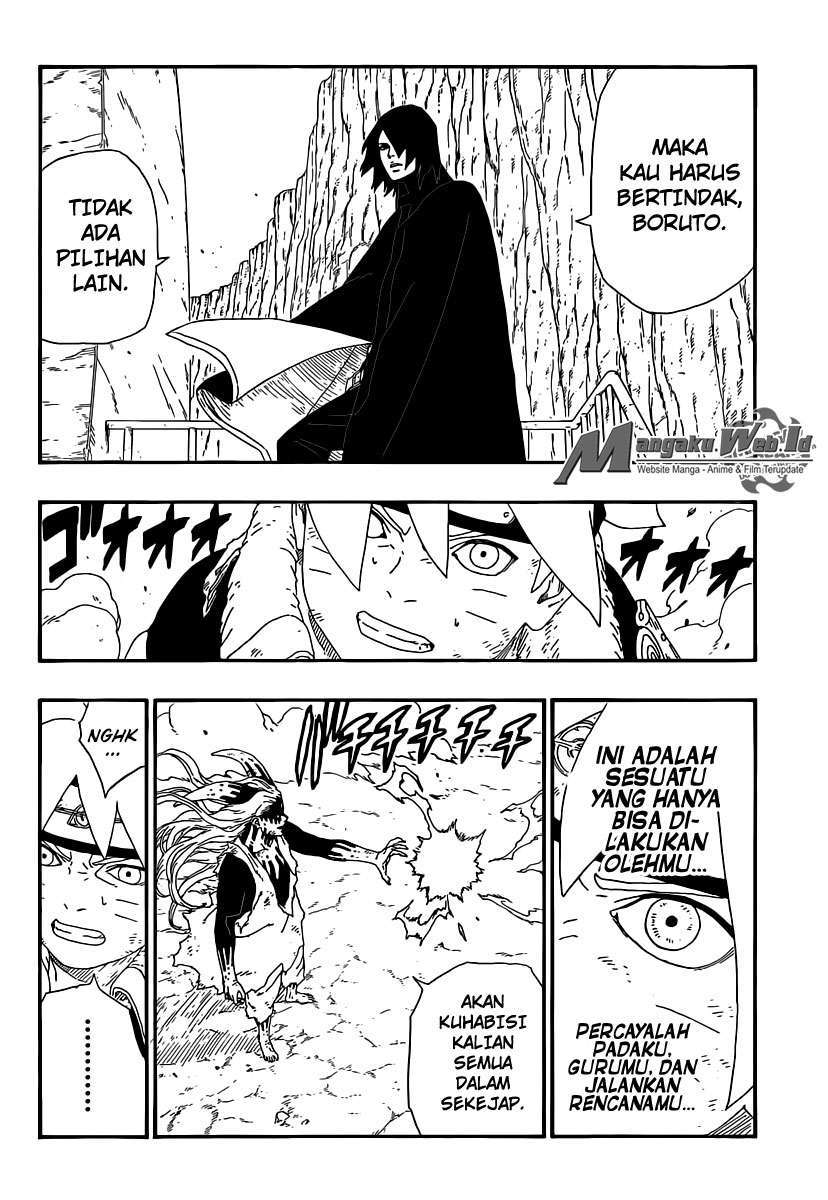 MAKA
KAU HARUS
BERTINDAK,
BORUTO.
TIDAK
ADA
PILIHAN
LAIN.
Mangaku.Web.Id
Website Manga - Anime & Film Terupdate
ゴオオオ
オオオ
INI ADALAH
SESUATU
YANG HANYA
BISA DI-
LAKUKAN
OLEHMU...
PERCAYALAH
PADAKU,
GURUMU, DAN
JALANKAN
RENCANAMU...
AKAN
KUHABISI
KALIAN
SEMUA
DALAM
SEKEJAP.
NGHK
...
.........